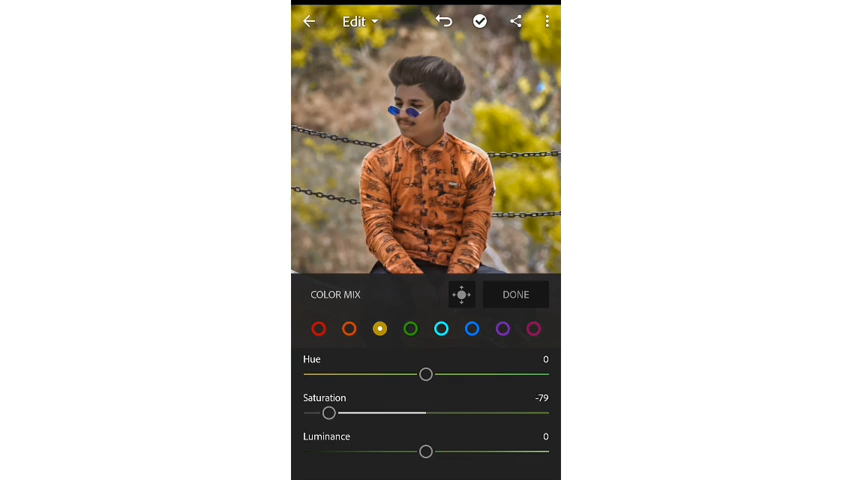 Edit
COLOR MIX DONE
Hue 0
Saturation -79
Luminance 0